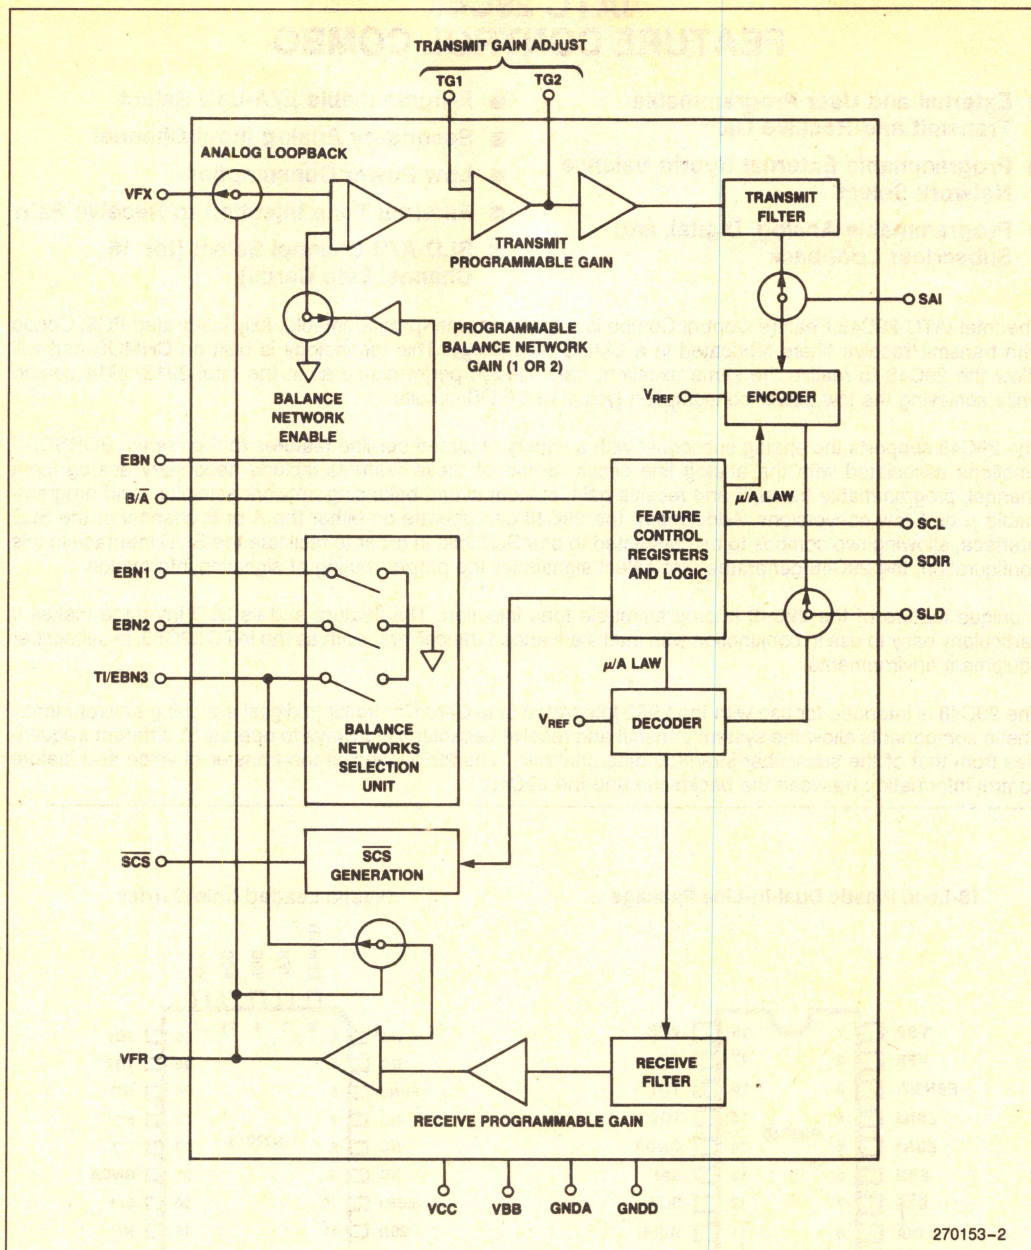 TRANSMIT GAIN ADJUST
TG1
TG2
ANALOG LOOPBACK
VFX
TRANSMIT
PROGRAMMABLE GAIN
TRANSMIT
FILTER
SAI
PROGRAMMABLE
BALANCE NETWORK
GAIN (1 OR 2)
BALANCE
NETWORK
ENABLE
VREF
ENCODER
EBN
B/A̅
μ/A LAW
FEATURE
CONTROL
REGISTERS
AND LOGIC
SCL
SDIR
SLD
EBN1
EBN2
TI/EBN3
BALANCE
NETWORKS
SELECTION
UNIT
μ/A LAW
VREF
DECODER
S̅C̅S̅
S̅C̅S̅
GENERATION
VFR
RECEIVE
FILTER
RECEIVE PROGRAMMABLE GAIN
VCC
VBB
GNDA
GNDD
270153–2